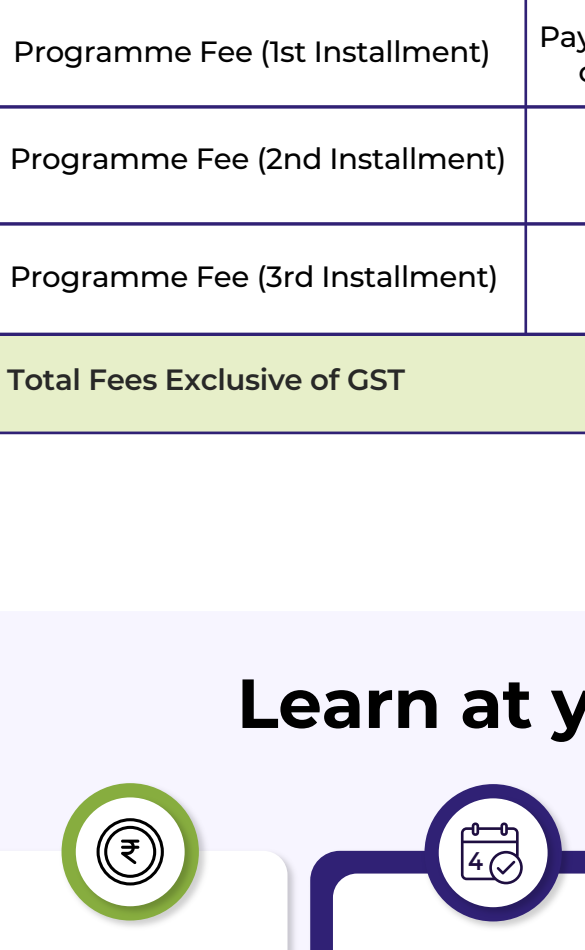 Programme Fee (1st Installment)
Programme Fee (2nd Installment)
Programme Fee (3rd Installment)
Total Fees Exclusive of GST
Learn at y
₹
4